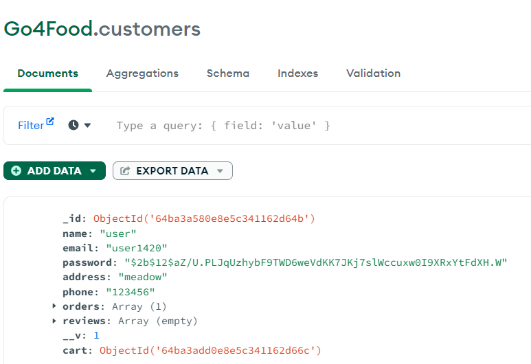 Go4Food.customers
Documents Aggregations Schema Indexes Validation
Filter Type a query: { field: 'value' }
ADD DATA EXPORT DATA
_id: ObjectId('64ba3a580e8e5c341162d64b')
name: "user"
email: "user1420"
password: "$2b$12$aZ/U.PLJqUzhybF9TWD6weVdKK7JKj7slWccuxw0I9XRxYtFdXH.W"
address: "meadow"
phone: "123456"
orders: Array (1)
reviews: Array (empty)
__v: 1
cart: ObjectId('64ba3add0e8e5c341162d66c')